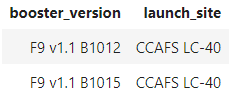 booster_version launch_site
F9 v1.1 B1012 CCAFS LC-40
F9 v1.1 B1015 CCAFS LC-40